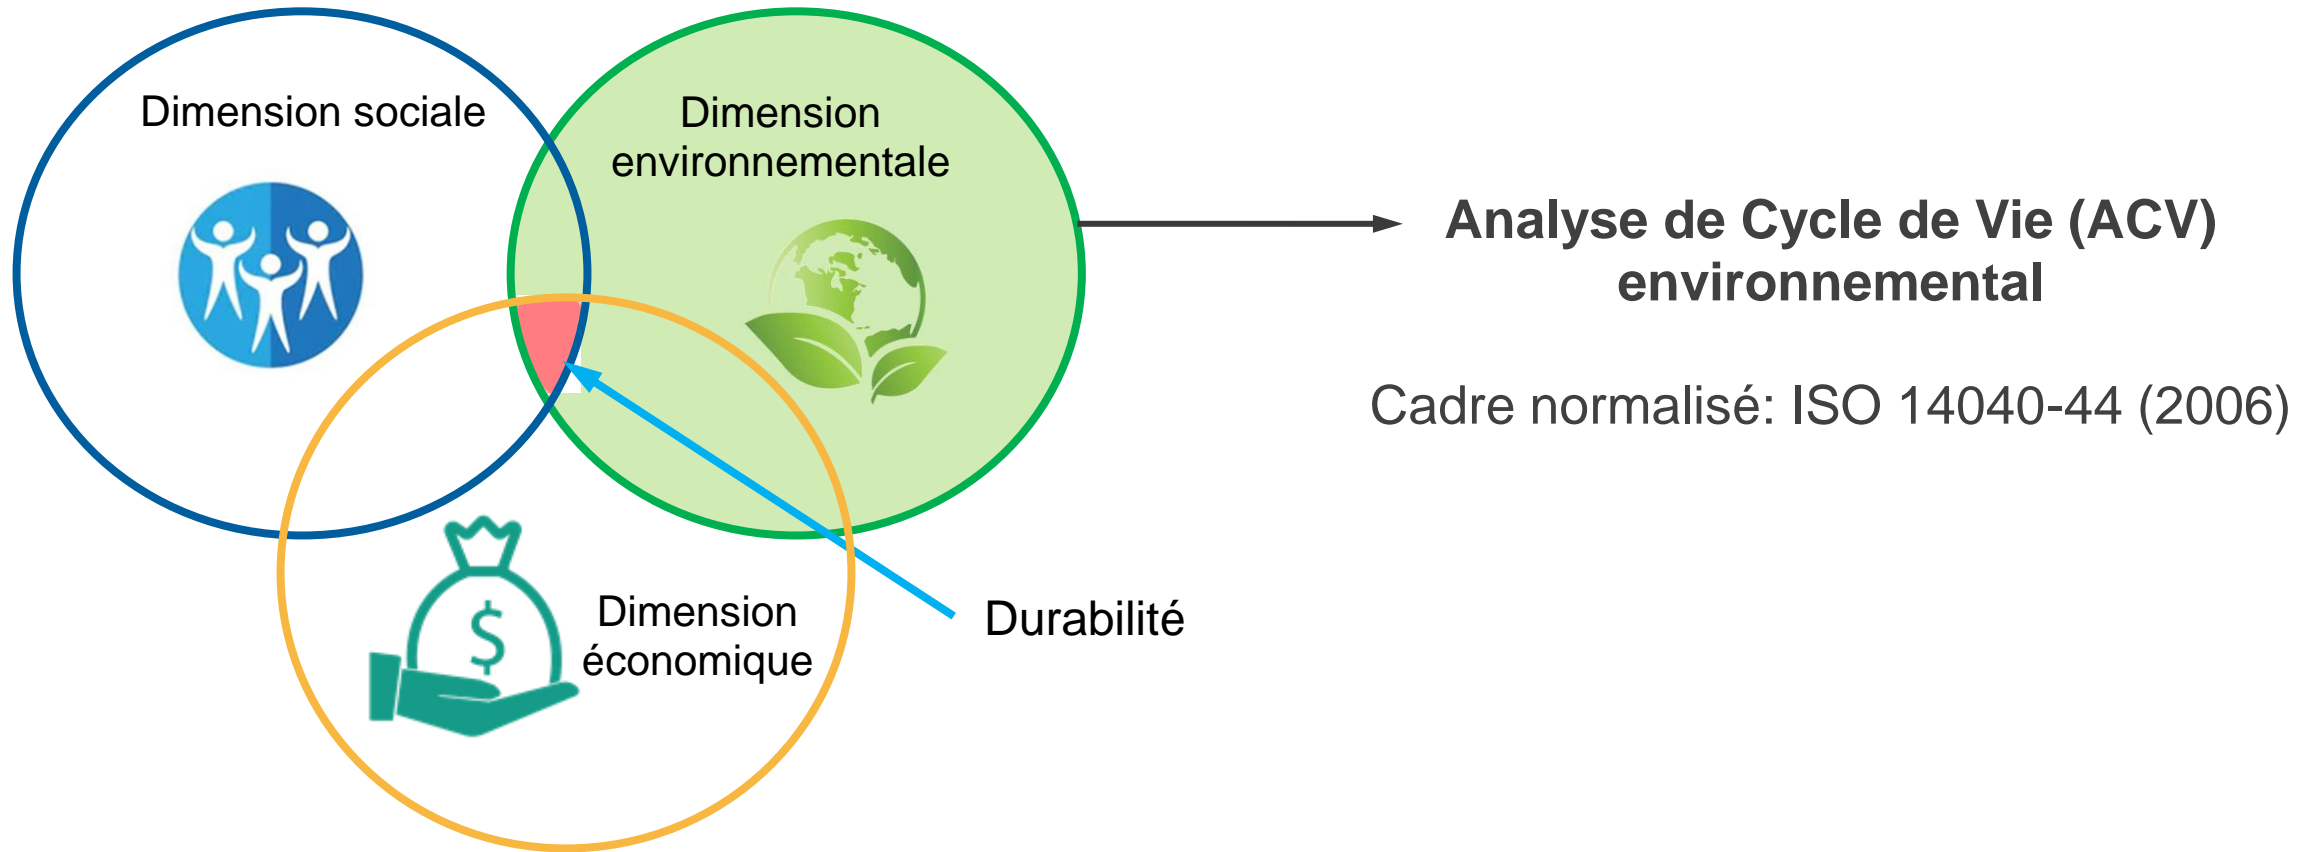 Dimension sociale
Dimension
environnementale
Analyse de Cycle de Vie (ACV)
environnemental
Cadre normalisé: ISO 14040-44 (2006)
$
Dimension
économique
Durabilité